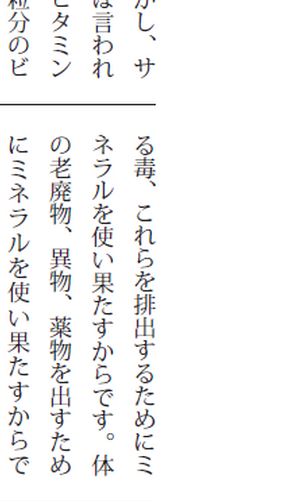 がし、サ
は言われ
ビタミン
粒分のビ
る毒、これらを排出するためにミ
ネラルを使い果たすからです。体
の老廃物、異物、薬物を出すため
にミネラルを使い果たすからで